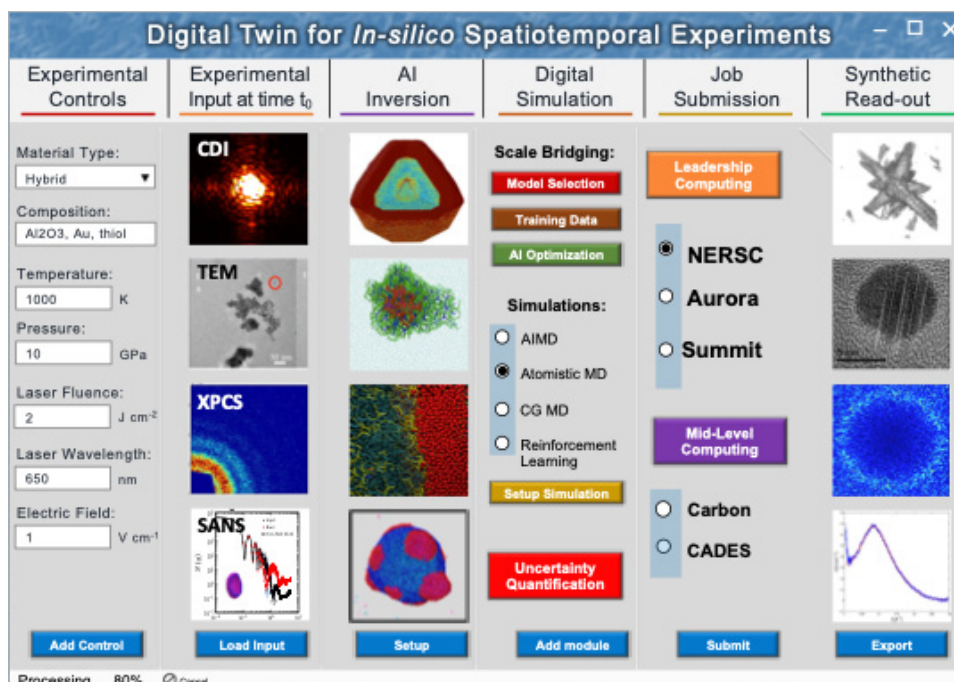 Digital Twin for In-silico Spatiotemporal Experiments
Experimental
Controls
Experimental
Input at time t₀
AI
Inversion
Digital
Simulation
Job
Submission
Synthetic
Read-out
Material Type:
Hybrid
Composition:
Al2O3, Au, thiol
Temperature:
1000 K
Pressure:
10 GPa
Laser Fluence:
2 J cm⁻²
Laser Wavelength:
650 nm
Electric Field:
1 V cm⁻¹
Add Control
CDI
TEM
XPCS
SANS
Load Input
Setup
Scale Bridging:
Model Selection
Training Data
AI Optimization
Simulations:
AIMD
Atomistic MD
CG MD
Reinforcement
Learning
Setup Simulation
Uncertainty
Quantification
Add module
Leadership
Computing
NERSC
Aurora
Summit
Mid-Level
Computing
Carbon
CADES
Submit
Export
Processing 80% Cancel